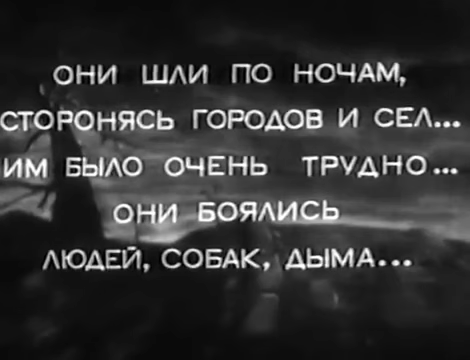 ОНИ ШЛИ ПО НОЧАМ,
СТОРОНЯСЬ ГОРОДОВ И СЕЛ...
ИМ БЫЛО ОЧЕНЬ ТРУДНО...
ОНИ БОЯЛИСЬ
ЛЮДЕЙ, СОБАК, ДЫМА...